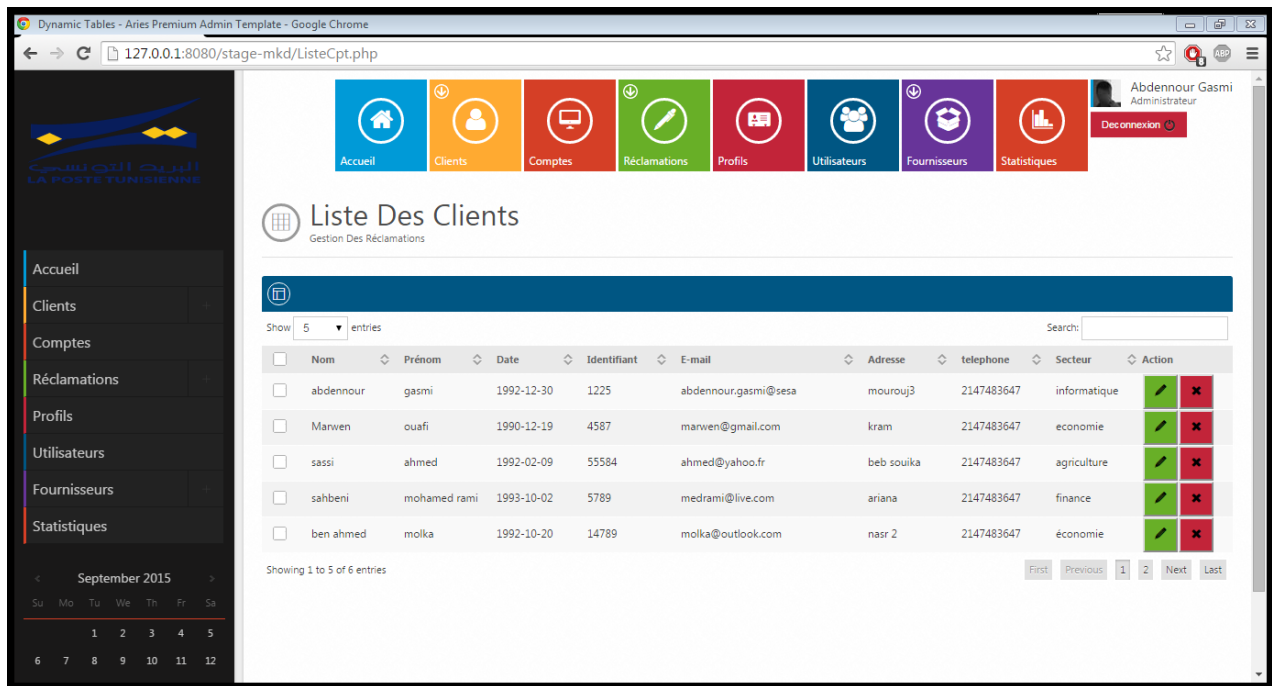 Dynamic Tables - Aries Premium Admin Template - Google Chrome
127.0.0.1:8080/stage-mkd/ListeCpt.php
ABP
البريد التونسي
LA POSTE TUNISIENNE
Accueil Clients Comptes Réclamations Profils Utilisateurs Fournisseurs Statistiques
Abdennour Gasmi
Administrateur
Deconnexion
Liste Des Clients
Gestion Des Réclamations
Accueil
Clients
Comptes
Réclamations
Profils
Utilisateurs
Fournisseurs
Statistiques
September 2015
Su Mo Tu We Th Fr Sa
1 2 3 4 5
6 7 8 9 10 11 12
Show 5 entries Search:
Nom Prénom Date Identifiant E-mail Adresse telephone Secteur Action
abdennour gasmi 1992-12-30 1225 abdennour.gasmi@sesa mourouj3 2147483647 informatique
Marwen ouafi 1990-12-19 4587 marwen@gmail.com kram 2147483647 economie
sassi ahmed 1992-02-09 55584 ahmed@yahoo.fr beb souika 2147483647 agriculture
sahbeni mohamed rami 1993-10-02 5789 medrami@live.com ariana 2147483647 finance
ben ahmed molka 1992-10-20 14789 molka@outlook.com nasr 2 2147483647 économie
Showing 1 to 5 of 6 entries First Previous 1 2 Next Last